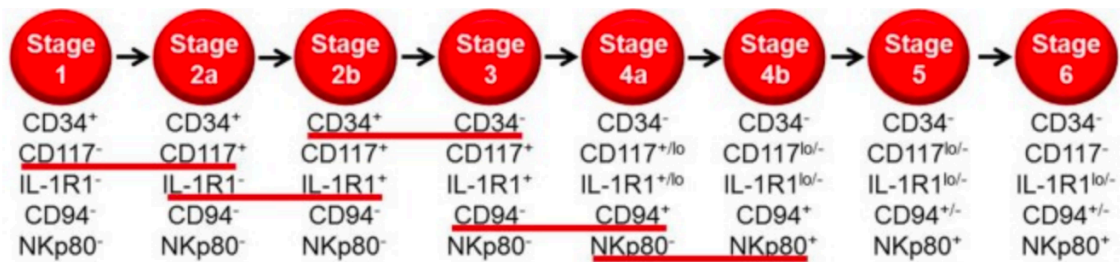 Stage 1 Stage 2a Stage 2b Stage 3 Stage 4a Stage 4b Stage 5 Stage 6
CD34⁺ CD34⁺ CD34⁺ CD34⁻ CD34⁻ CD34⁻ CD34⁻ CD34⁻
CD117⁻ CD117⁺ CD117⁺ CD117⁺ CD117⁺/ˡᵒ CD117ˡᵒ/⁻ CD117ˡᵒ/⁻ CD117⁻
IL-1R1⁻ IL-1R1⁻ IL-1R1⁺ IL-1R1⁺ IL-1R1⁺/ˡᵒ IL-1R1ˡᵒ/⁻ IL-1R1ˡᵒ/⁻ IL-1R1ˡᵒ/⁻
CD94⁻ CD94⁻ CD94⁻ CD94⁻ CD94⁺ CD94⁺ CD94⁺/⁻ CD94⁺/⁻
NKp80⁻ NKp80⁻ NKp80⁻ NKp80⁻ NKp80⁻ NKp80⁺ NKp80⁺ NKp80⁺